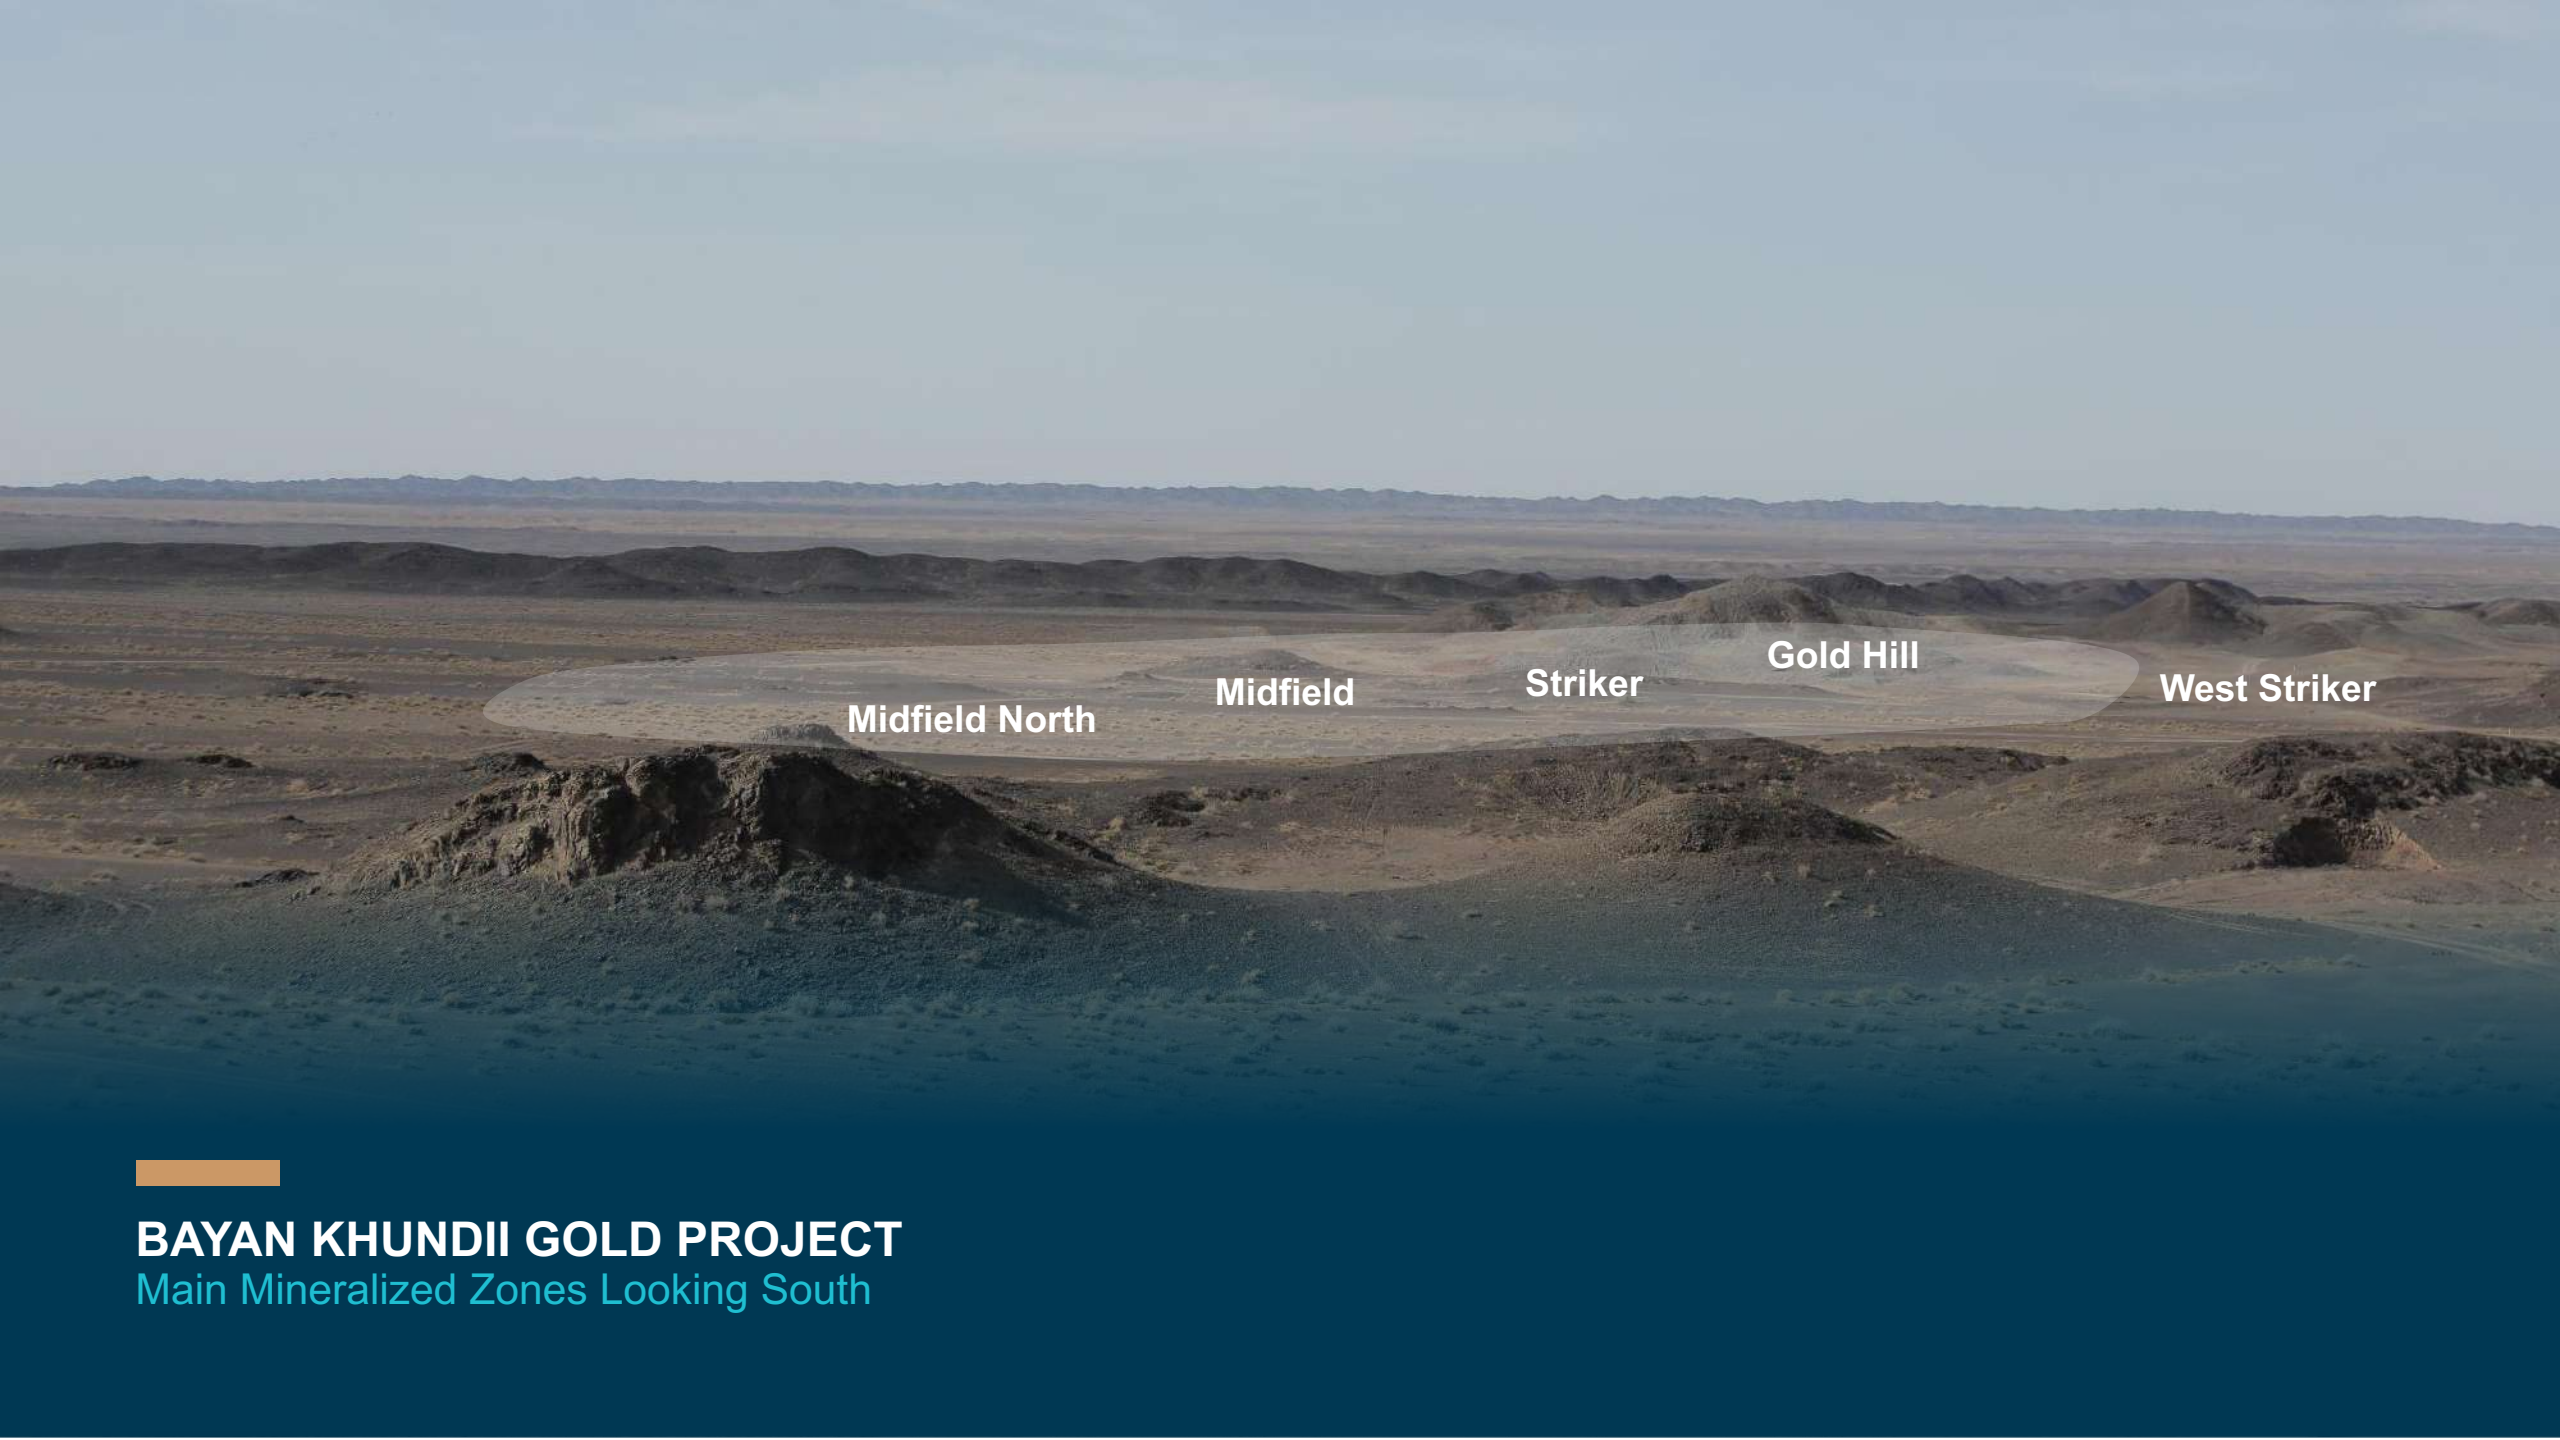 Gold Hill
Striker
West Striker
Midfield
Midfield North
BAYAN KHUNDII GOLD PROJECT
Main Mineralized Zones Looking South